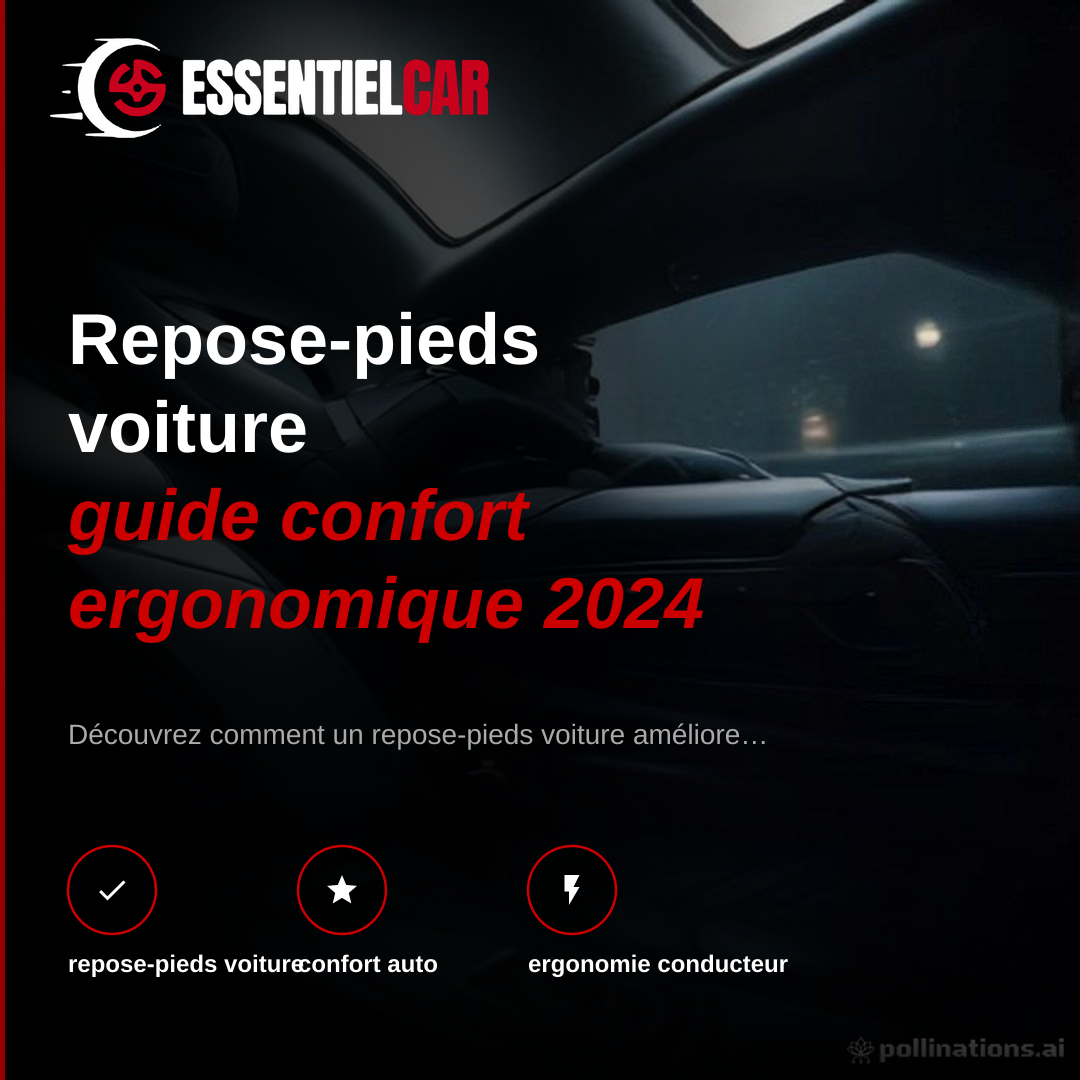 ESSENTIELCAR
Repose-pieds
voiture
guide confort
ergonomique 2024
Découvrez comment un repose-pieds voiture améliore…
repose-pieds voiture confort auto ergonomie conducteur
pollinations.ai